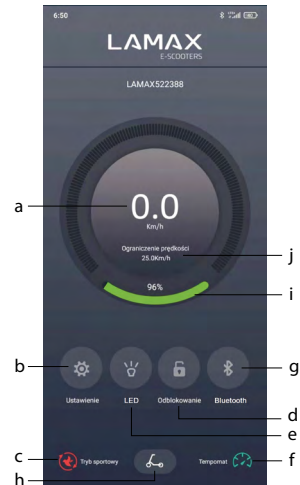 6:50
LAMAX
E-SCOOTERS
LAMAX522388
a
0.0
Km/h
Ograniczenie prędkości
25.0Km/h
j
96%
i
b
g
Ustawienie LED Odblokowanie Bluetooth
d
e
c
Tryb sportowy
Tempomat
f
h